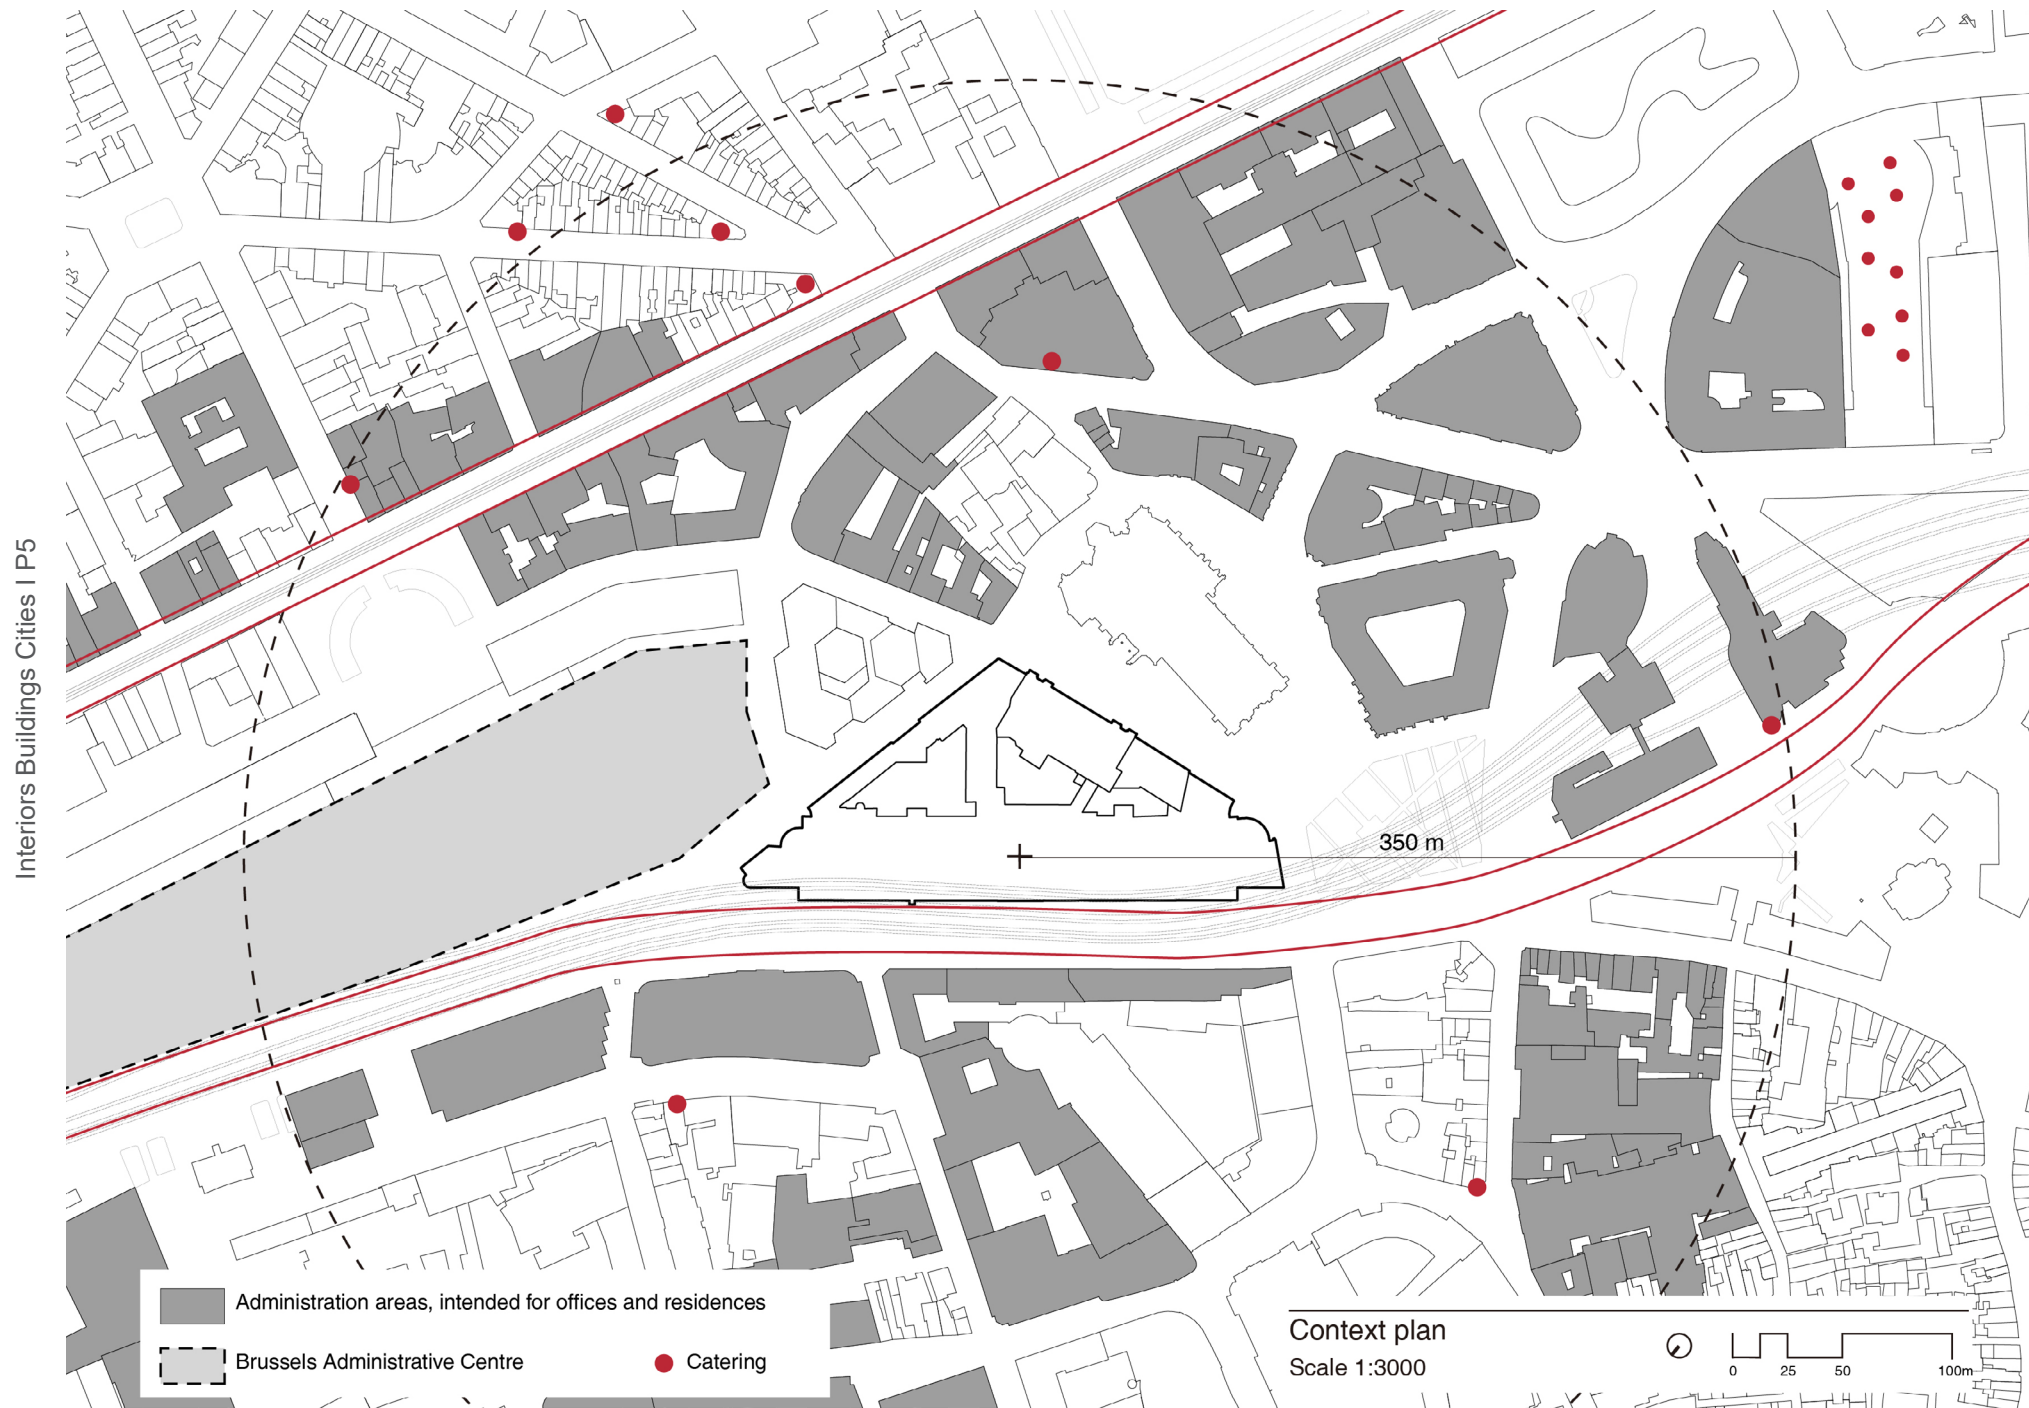 Interiors Buildings Cities I P5
350 m
Administration areas, intended for offices and residences
Brussels Administrative Centre
Catering
Context plan
Scale 1:3000
0 25 50 100m